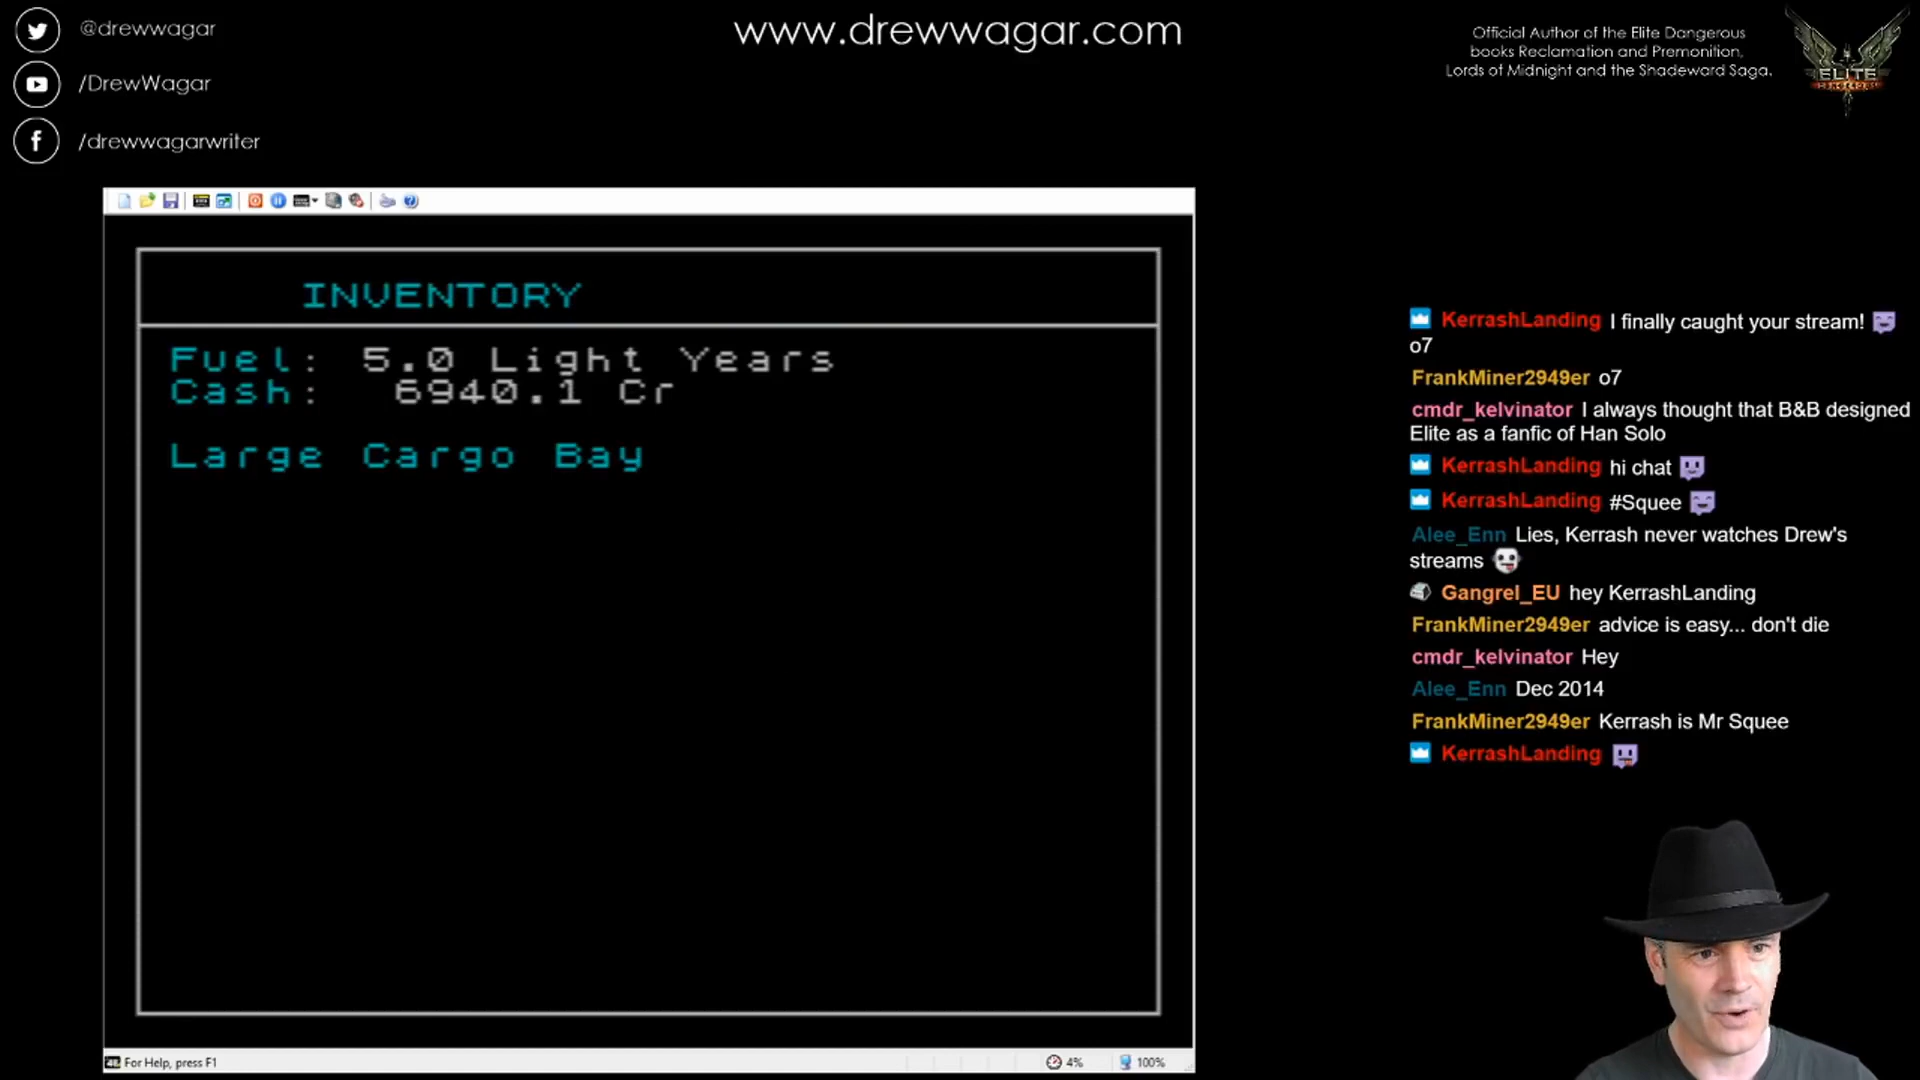 @drewwagar
/DrewWagar
/drewwagarwriter
www.drewwagar.com
Official Author of the Elite Dangerous
books Reclamation and Premonition,
Lords of Midnight and the Shadeward Saga.
ELITE
DANGEROUS
INVENTORY
Fuel: 5.0 Light Years
Cash: 6940.1 Cr
Large Cargo Bay
For Help, press F1
4%
100%
KerrashLanding I finally caught your stream!
o7
FrankMiner2949er o7
cmdr_kelvinator I always thought that B&B designed
Elite as a fanfic of Han Solo
KerrashLanding hi chat
KerrashLanding #Squee
Alee_Enn Lies, Kerrash never watches Drew's
streams
Gangrel_EU hey KerrashLanding
FrankMiner2949er advice is easy... don't die
cmdr_kelvinator Hey
Alee_Enn Dec 2014
FrankMiner2949er Kerrash is Mr Squee
KerrashLanding